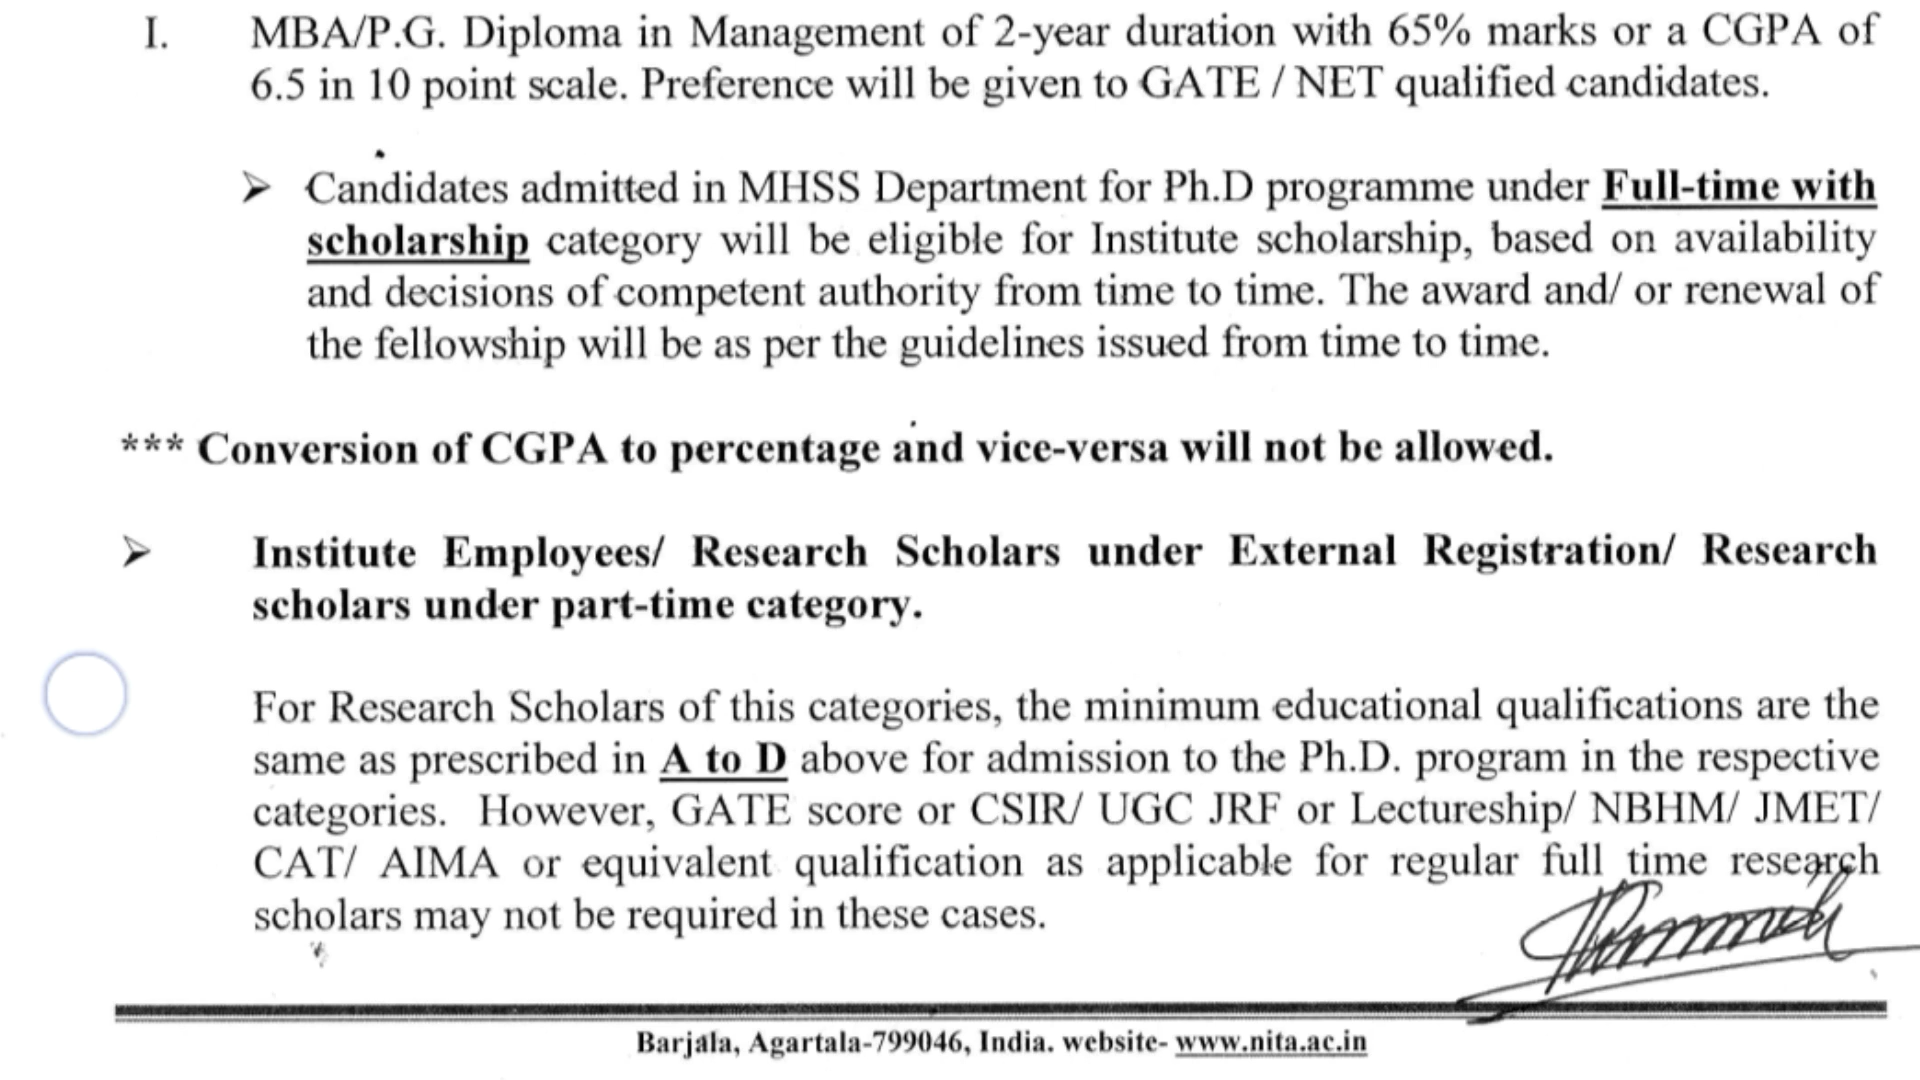 I. MBA/P.G. Diploma in Management of 2-year duration with 65% marks or a CGPA of
6.5 in 10 point scale. Preference will be given to GATE / NET qualified candidates.
➢ Candidates admitted in MHSS Department for Ph.D programme under Full-time with
scholarship category will be eligible for Institute scholarship, based on availability
and decisions of competent authority from time to time. The award and/ or renewal of
the fellowship will be as per the guidelines issued from time to time.
*** Conversion of CGPA to percentage and vice-versa will not be allowed.
➢ Institute Employees/ Research Scholars under External Registration/ Research
scholars under part-time category.
For Research Scholars of this categories, the minimum educational qualifications are the
same as prescribed in A to D above for admission to the Ph.D. program in the respective
categories. However, GATE score or CSIR/ UGC JRF or Lectureship/ NBHM/ JMET/
CAT/ AIMA or equivalent qualification as applicable for regular full time research
scholars may not be required in these cases.
Barjala, Agartala-799046, India. website- www.nita.ac.in